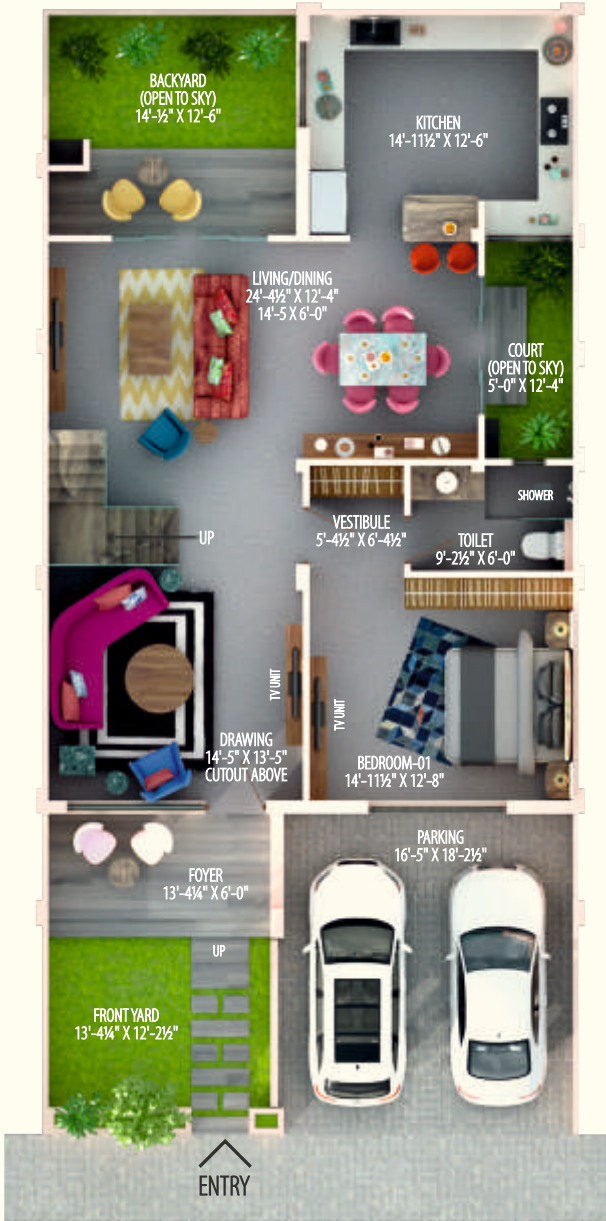 BACKYARD
(OPEN TO SKY)
14'-½" X 12'-6"
KITCHEN
14'-11½" X 12'-6"
LIVING/DINING
24'-4½" X 12'-4"
14'-5 X 6'-0"
COURT
(OPEN TO SKY)
5'-0" X 12'-4"
SHOWER
VESTIBULE
5'-4½" X 6'-4½"
TOILET
9'-2½" X 6'-0"
UP
TV UNIT
TV UNIT
DRAWING
14'-5" X 13'-5"
CUTOUT ABOVE
BEDROOM-01
14'-11½" X 12'-8"
PARKING
16'-5" X 18'-2½"
FOYER
13'-4¼" X 6'-0"
UP
FRONT YARD
13'-4¼" X 12'-2½"
ENTRY